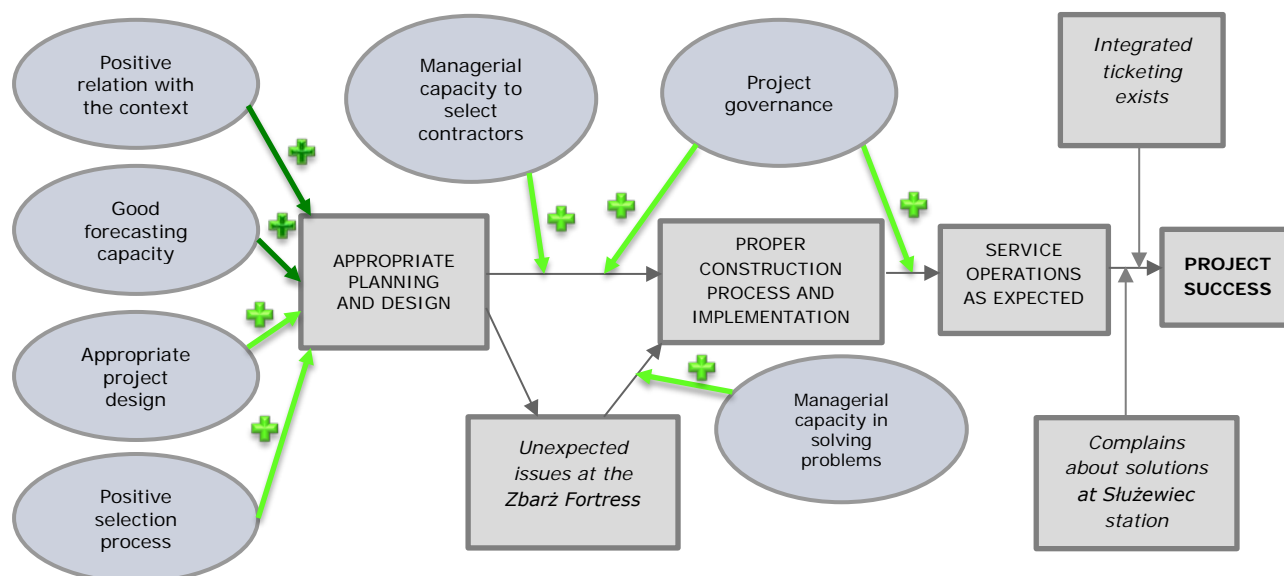 Positive
relation with
the context
Managerial
capacity to
select
contractors
Project
governance
Integrated
ticketing
exists
Good
forecasting
capacity
APPROPRIATE
PLANNING
AND DESIGN
PROPER
CONSTRUCTION
PROCESS AND
IMPLEMENTATION
SERVICE
OPERATIONS
AS EXPECTED
PROJECT
SUCCESS
Appropriate
project
design
Managerial
capacity in
solving
problems
Unexpected
issues at the
Zbarż Fortress
Complains
about solutions
at Służewiec
station
Positive
selection
process